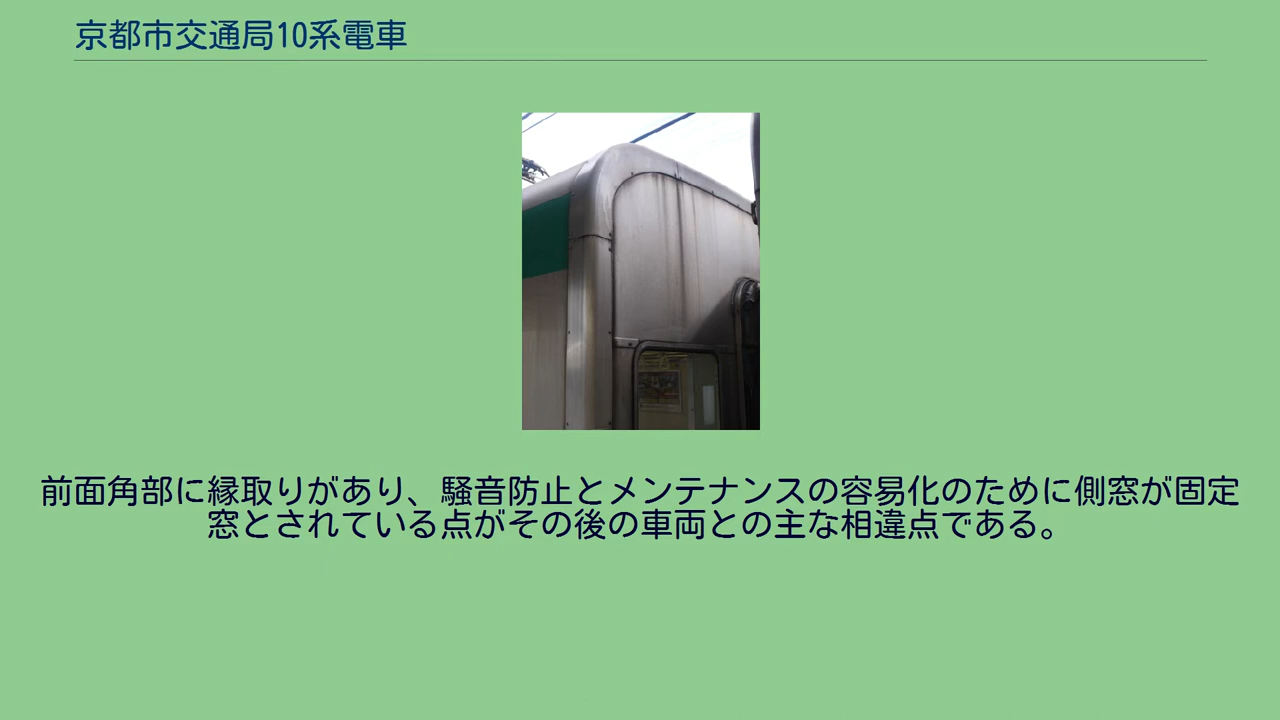 京都市交通局10系電車
前面角部に縁取りがあり、騒音防止とメンテナンスの容易化のために側窓が固定
窓とされている点がその後の車両との主な相違点である。